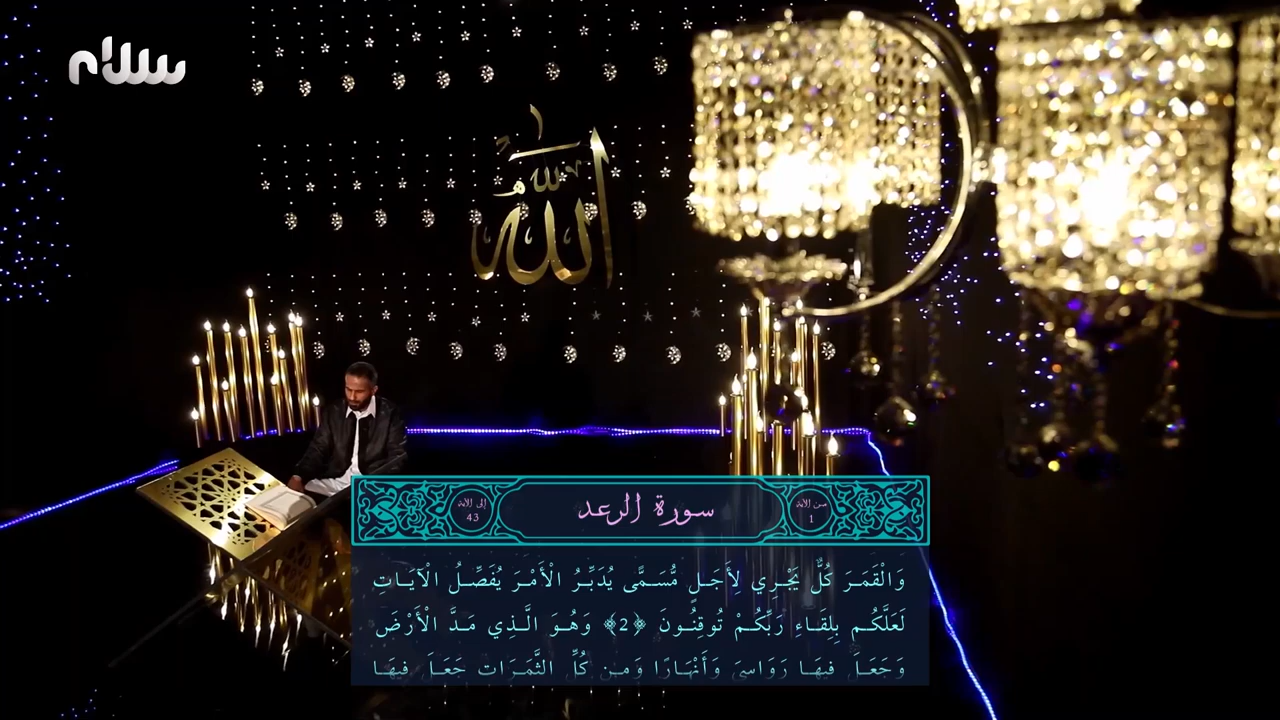 سلام
الله
سورة الرعد
من الآية
1
إلى الآية
43
وَالْقَمَرَ كُلٌّ يَجْرِي لِأَجَلٍ مُّسَمًّى يُدَبِّرُ الْأَمْرَ يُفَصِّلُ الْآيَاتِ
لَعَلَّكُم بِلِقَاءِ رَبِّكُمْ تُوقِنُونَ ﴿2﴾ وَهُوَ الَّذِي مَدَّ الْأَرْضَ
وَجَعَلَ فِيهَا رَوَاسِيَ وَأَنْهَارًا وَمِن كُلِّ الثَّمَرَاتِ جَعَلَ فِيهَا